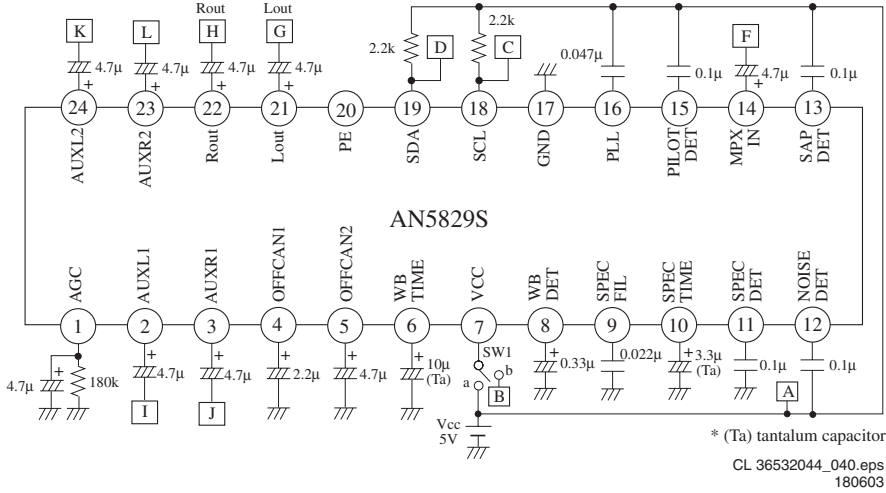 Rout Lout
K L H G
2.2k 2.2k
D C F
4.7μ 4.7μ 4.7μ 4.7μ 0.047μ 0.1μ 4.7μ 0.1μ
+ + + + +
24 23 22 21 20 19 18 17 16 15 14 13
AUXL2 AUXR2 Rout Lout PE SDA SCL GND PLL PILOT DET MPX IN SAP DET
AN5829S
AGC AUXL1 AUXR1 OFFCAN1 OFFCAN2 WB TIME VCC WB DET SPEC FIL SPEC TIME SPEC DET NOISE DET
1 2 3 4 5 6 7 8 9 10 11 12
+ + + + + + + +
4.7μ 180k 4.7μ 4.7μ 2.2μ 4.7μ 10μ (Ta) SW1 a b 0.33μ 0.022μ 3.3μ (Ta) 0.1μ 0.1μ
I J B A
Vcc
5V
* (Ta) tantalum capacitor
CL 36532044_040.eps
180603